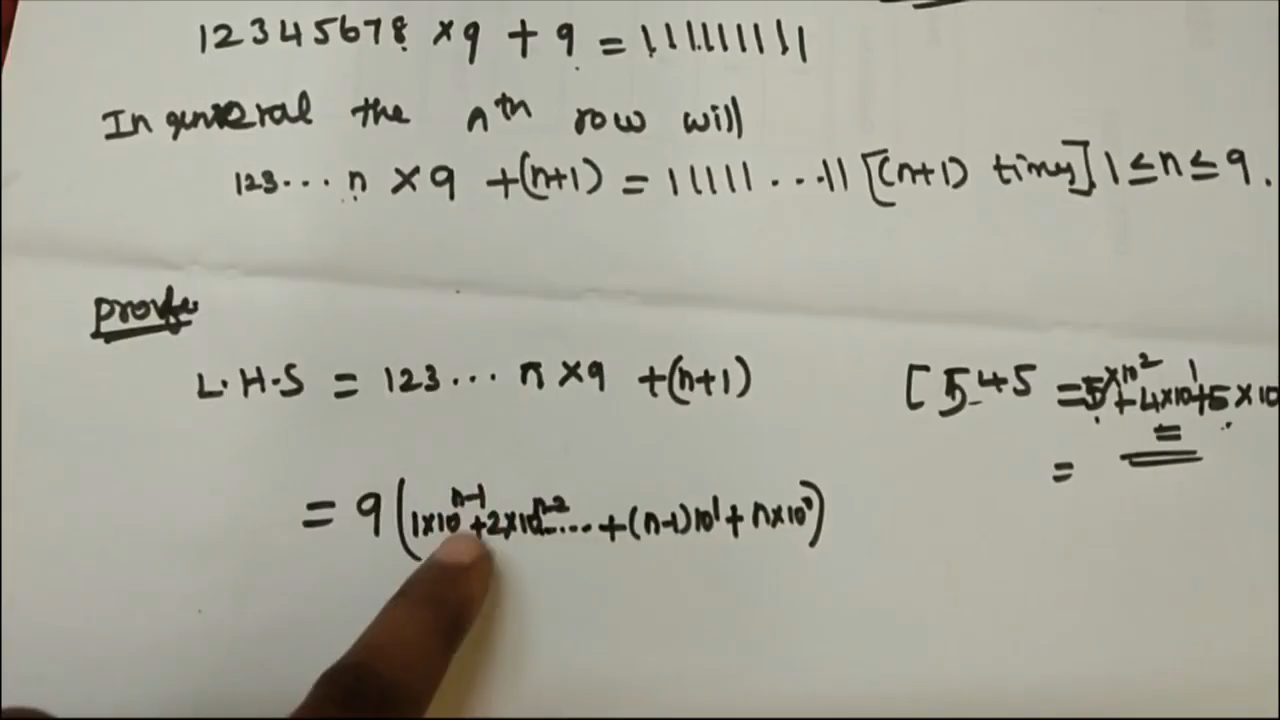 12345678 × 9 + 9 = 111111111
In general the nᵗʰ row will
123... n × 9 + (n+1) = 11111...11 [(n+1) times] 1 ≤ n ≤ 9.
L.H.S = 123... n × 9 + (n+1)
[545 = 5×10² + 4×10¹ + 5×10
=
= 9 (1×10ⁿ⁻¹ + 2×10ⁿ⁻² .... + (n-1)10¹ + n×10⁰)